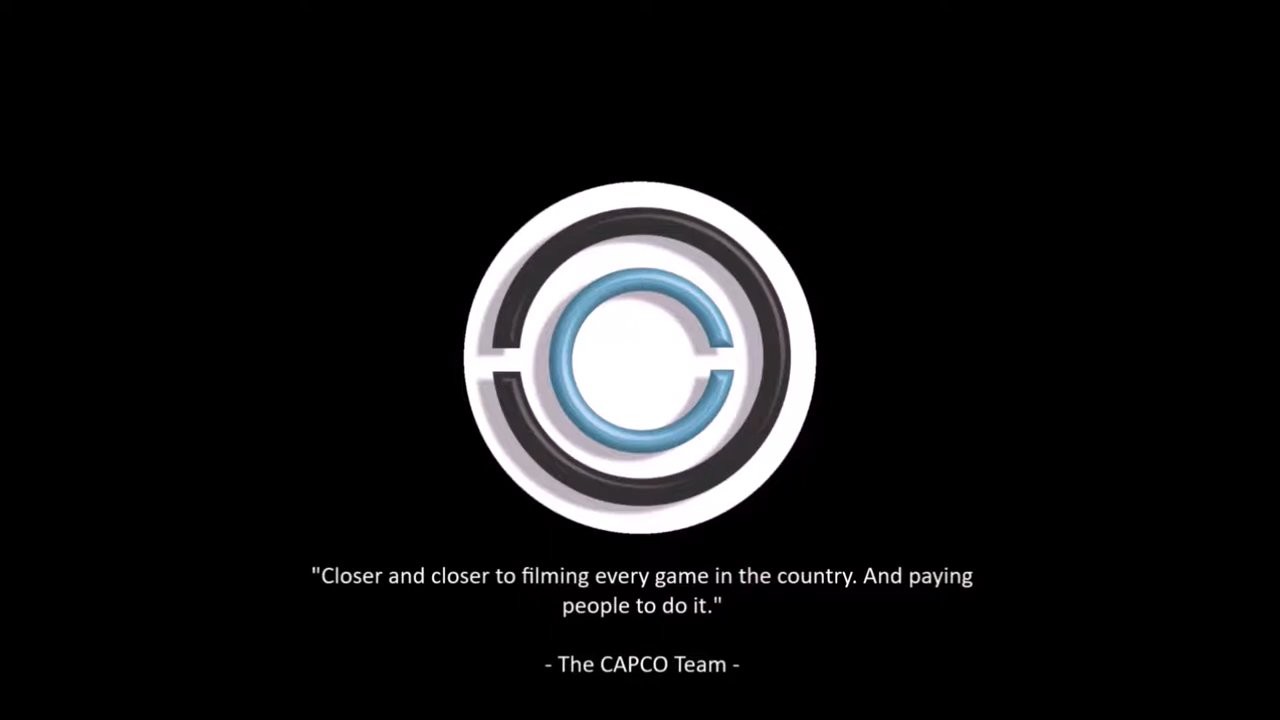 "Closer and closer to filming every game in the country. And paying
people to do it."
- The CAPCO Team -